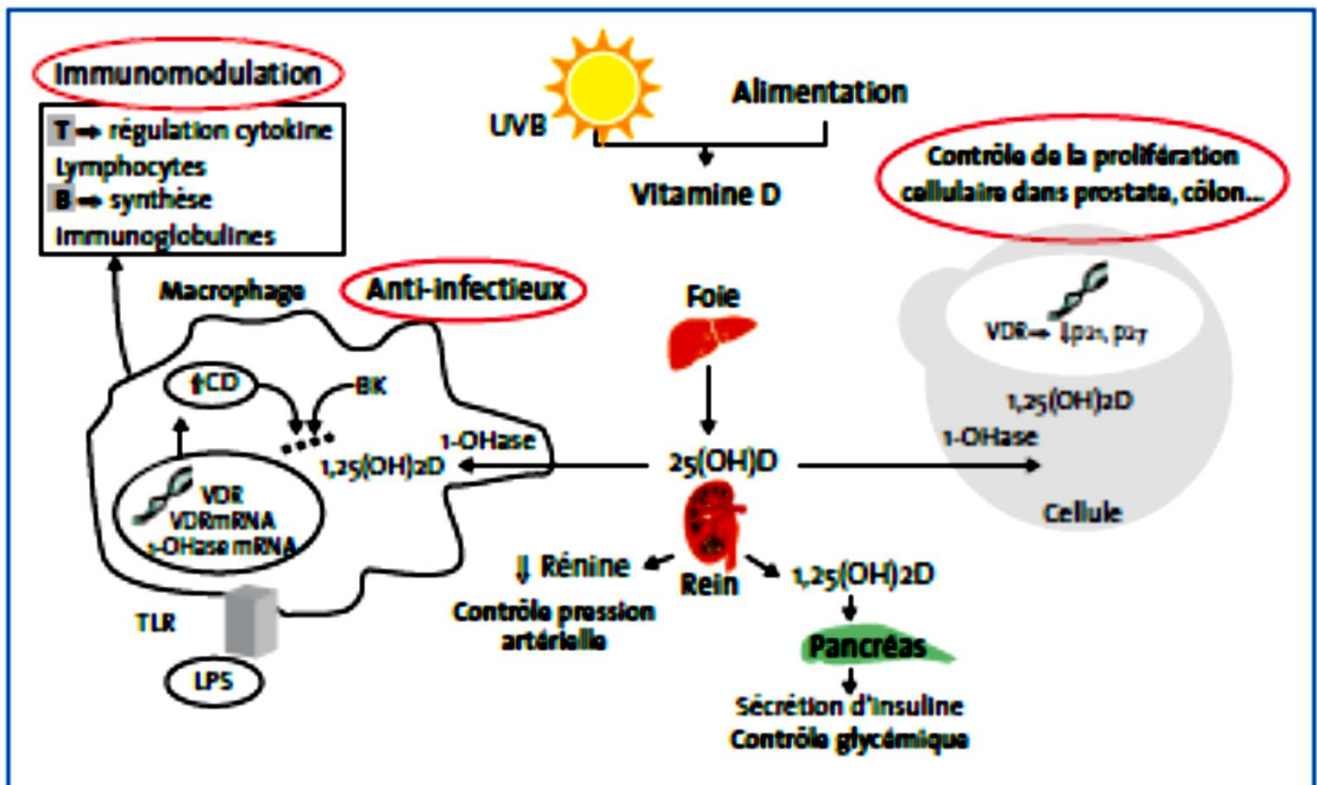 Immunomodulation
T ⇒ régulation cytokine
Lymphocytes
B ⇒ synthèse
Immunoglobulines
UVB
Alimentation
Vitamine D
Contrôle de la prolifération
cellulaire dans prostate, côlon...
Macrophage
Anti-infectieux
↑CD
BK
1-OHase
1,25(OH)2D
VDR
VDRmRNA
1-OHase mRNA
TLR
LPS
Foie
25(OH)D
Rein
⇓ Rénine
Contrôle pression
artérielle
1,25(OH)2D
Pancréas
Sécrétion d'insuline
Contrôle glycémique
VDR→ ↓p21, p27
1,25(OH)2D
1-OHase
Cellule